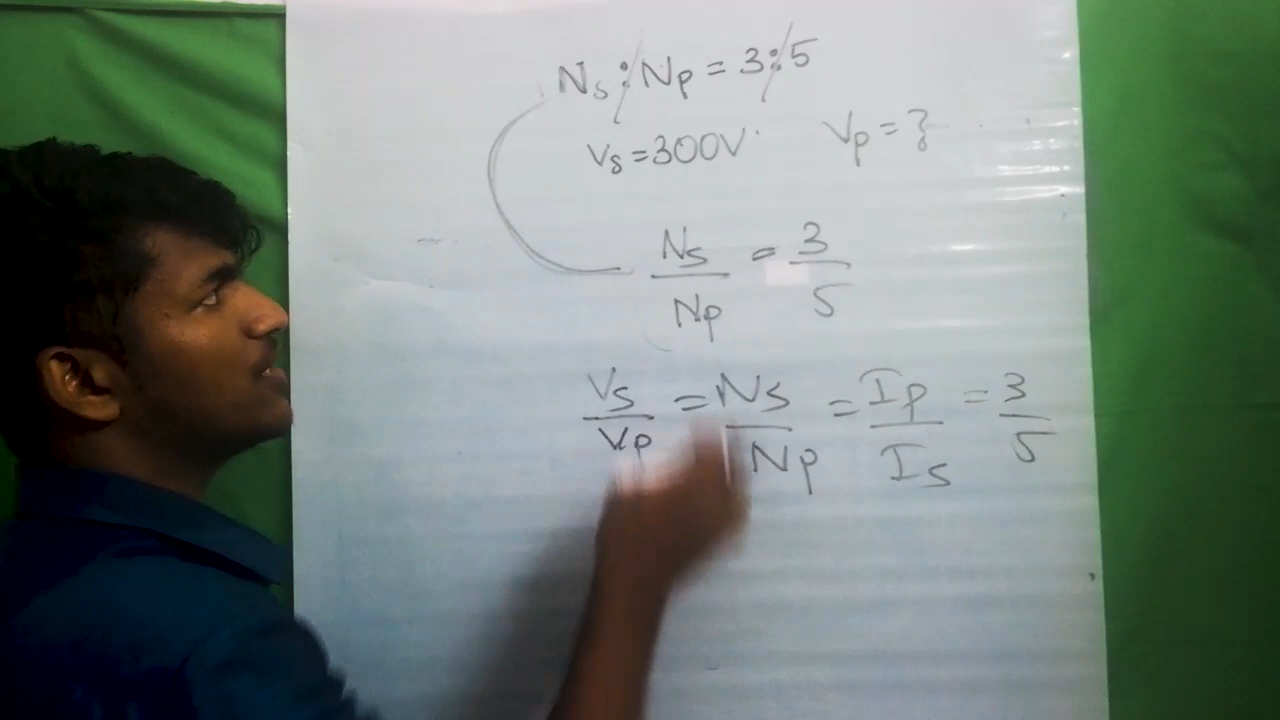 Ns : Np = 3 : 5
Vs = 300V Vp = ?
Ns/Np = 3/5
Vs/Vp = Ns/Np = Ip/Is = 3/5